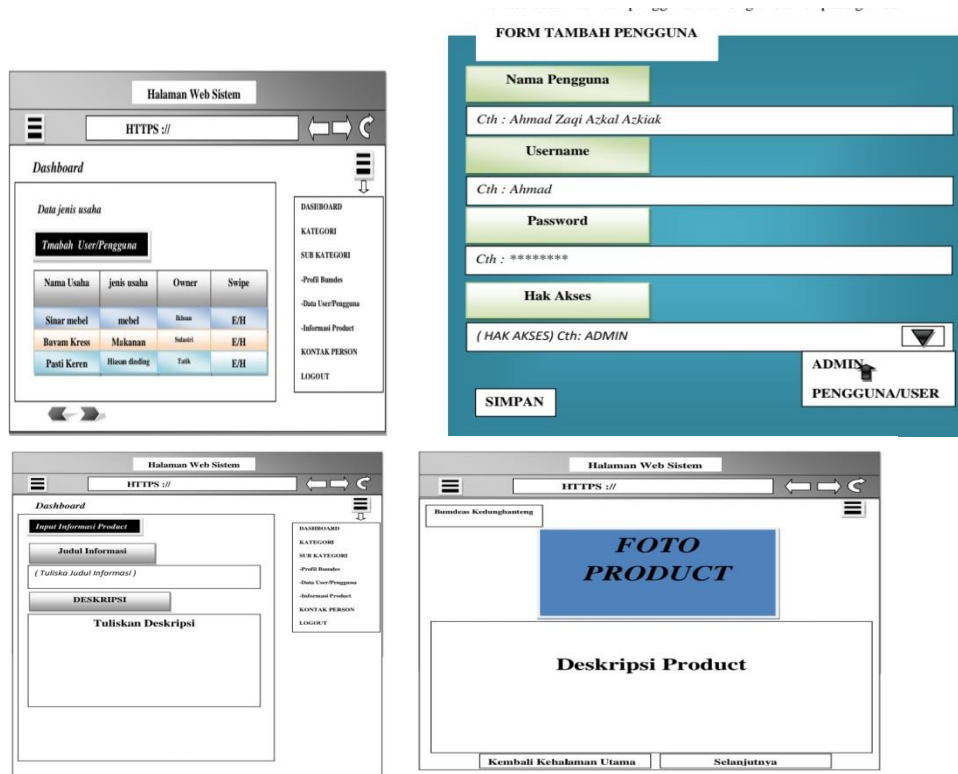 FORM TAMBAH PENGGUNA
Halaman Web Sistem
HTTPS ://
Dashboard
Data jenis usaha
Tmabah User/Pengguna
Nama Usaha jenis usaha Owner Swipe
Sinar mebel mebel Ikhsan E/H
Bavam Kress Makanan Sulastri E/H
Pasti Keren Hiasan dinding Tatik E/H
DASHBOARD
KATEGORI
SUB KATEGORI
-Profil Bumdes
-Data User/Pengguna
-Informasi Product
KONTAK PERSON
LOGOUT
Nama Pengguna
Cth : Ahmad Zaqi Azkal Azkiak
Username
Cth : Ahmad
Password
Cth : ********
Hak Akses
( HAK AKSES) Cth: ADMIN
ADMIN
PENGGUNA/USER
SIMPAN
Halaman Web Sistem
HTTPS ://
Dashboard
Input Informasi Product
Judul Informasi
( Tuliska Judul Informasi )
DESKRIPSI
Tuliskan Deskripsi
DASHBOARD
KATEGORI
SUB KATEGORI
-Profil Bumdes
-Data User/Pengguna
-Informasi Product
KONTAK PERSON
LOGOUT
Halaman Web Sistem
HTTPS ://
Bumdeas Kedungbanteng
FOTO
PRODUCT
Deskripsi Product
Kembali Kehalaman Utama
Selanjutnya